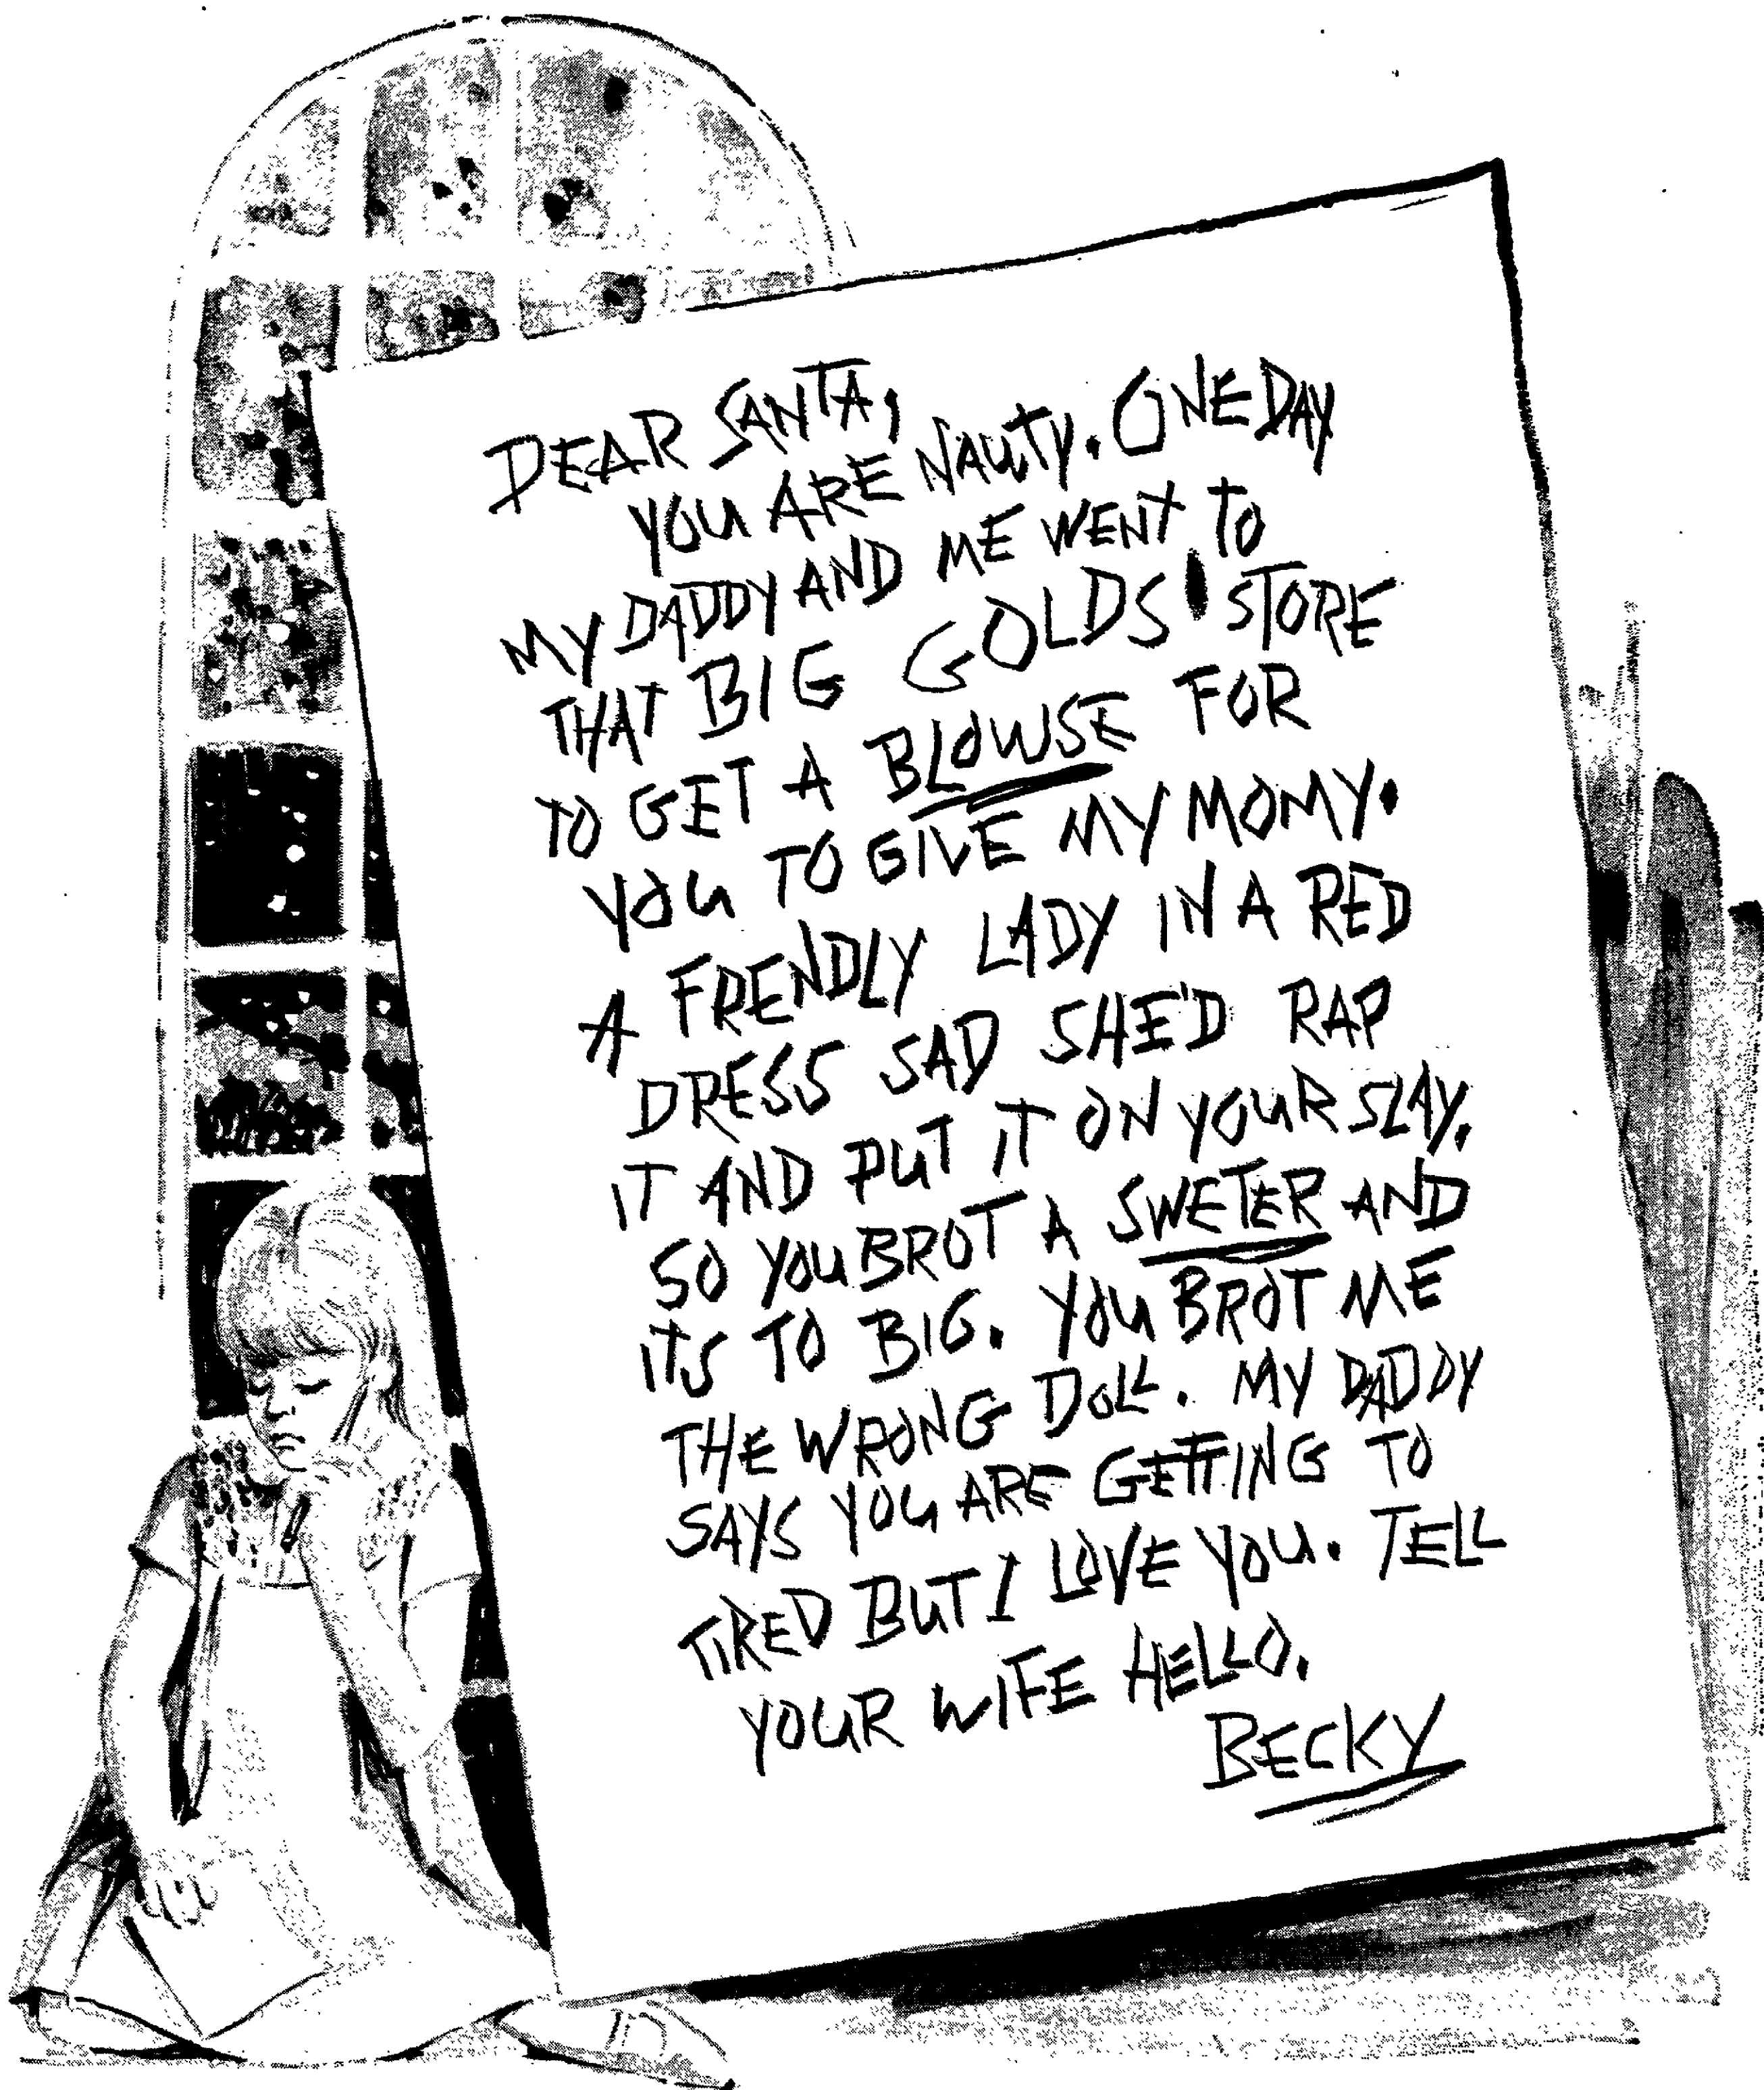 DEAR SANTA,
YOU ARE NAUTY. ONE DAY
MY DADDY AND ME WENT TO
THAT BIG GOLDS' STORE
TO GET A BLOWSE FOR
YOU TO GIVE MY MOMY.
A FRENDLY LADY IN A RED
DRESS SAD SHE'D RAP
IT AND PUT IT ON YOUR SLAY.
SO YOU BROT A SWETER AND
ITS TO BIG. YOU BROT ME
THE WRONG DOLL. MY DADDY
SAYS YOU ARE GETTING TO
TIRED BUT I LOVE YOU. TELL
YOUR WIFE HELLO.
BECKY